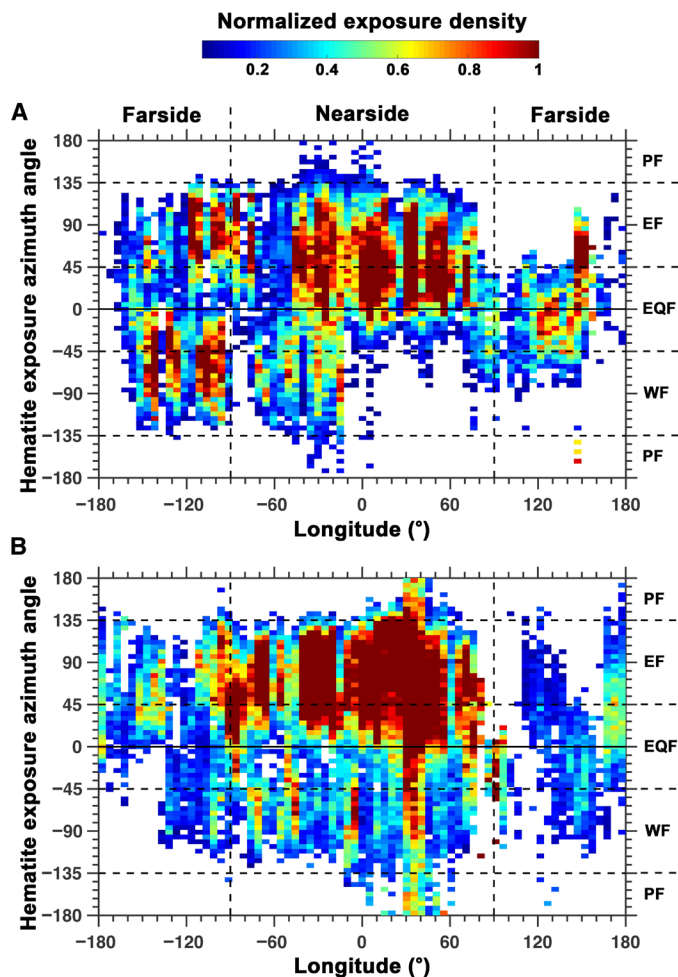 Normalized exposure density
0.2 0.4 0.6 0.8 1
A Farside Nearside Farside
180 PF
135
90 EF
45
0 EQF
−45
−90 WF
−135
−180 PF
Hematite exposure azimuth angle
−180 −120 −60 0 60 120 180
Longitude (°)
B
180 PF
135
90 EF
45
0 EQF
−45
−90 WF
−135
−180 PF
Hematite exposure azimuth angle
−180 −120 −60 0 60 120 180
Longitude (°)